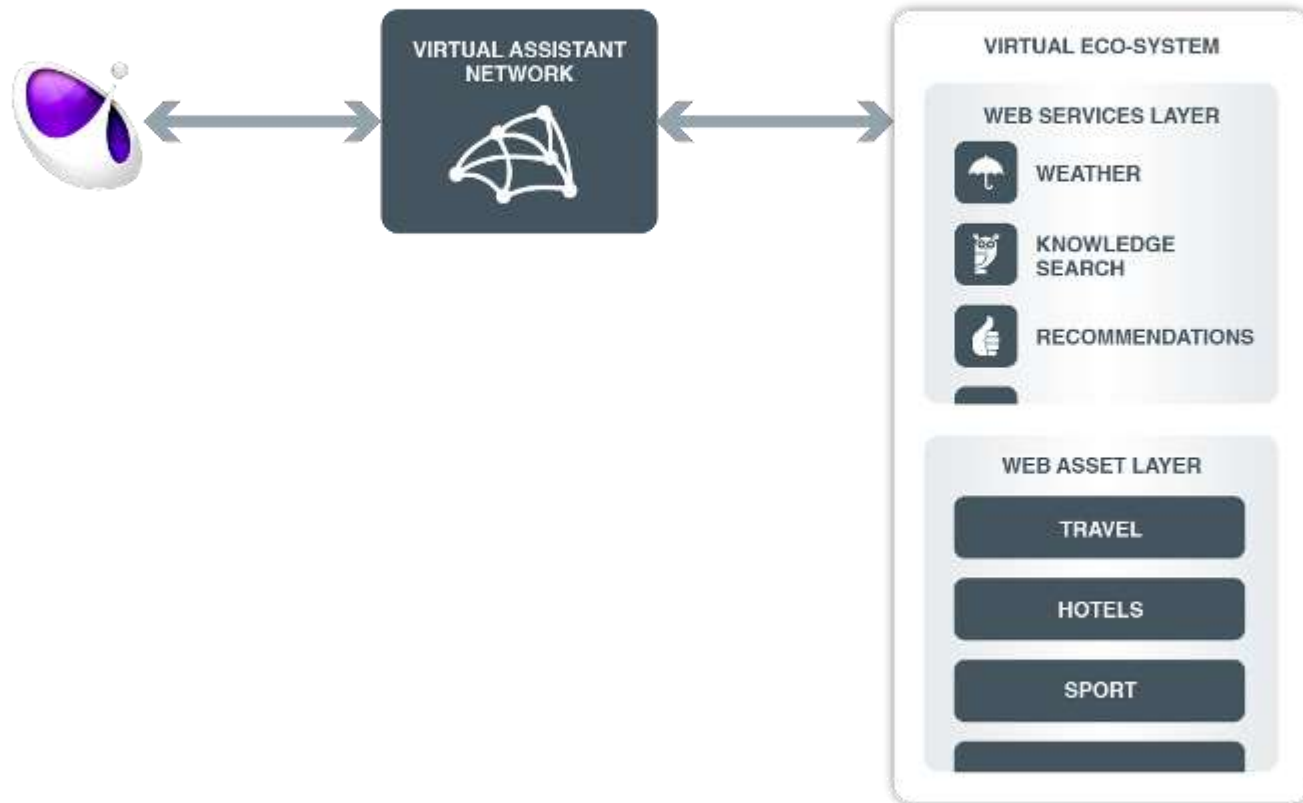 VIRTUAL ASSISTANT
NETWORK
VIRTUAL ECO-SYSTEM
WEB SERVICES LAYER
WEATHER
KNOWLEDGE
SEARCH
RECOMMENDATIONS
WEB ASSET LAYER
TRAVEL
HOTELS
SPORT